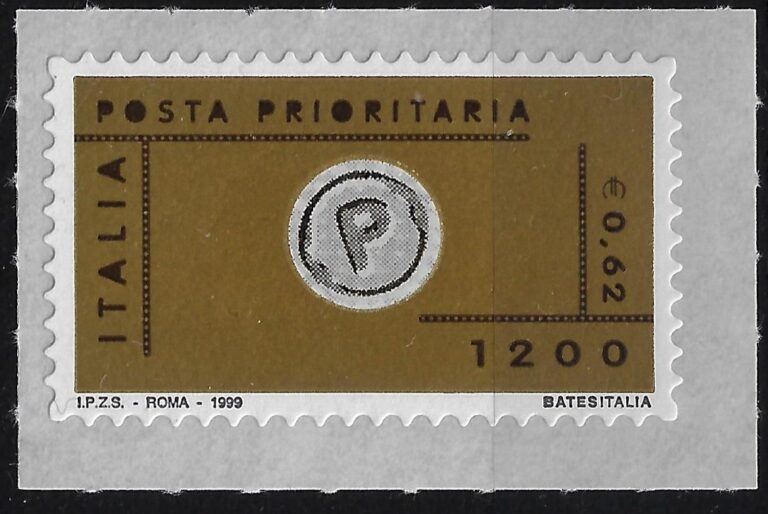 POSTA PRIORITARIA
ITALIA
P
€ 0,62
1200
I.P.Z.S. - ROMA - 1999
BATESITALIA